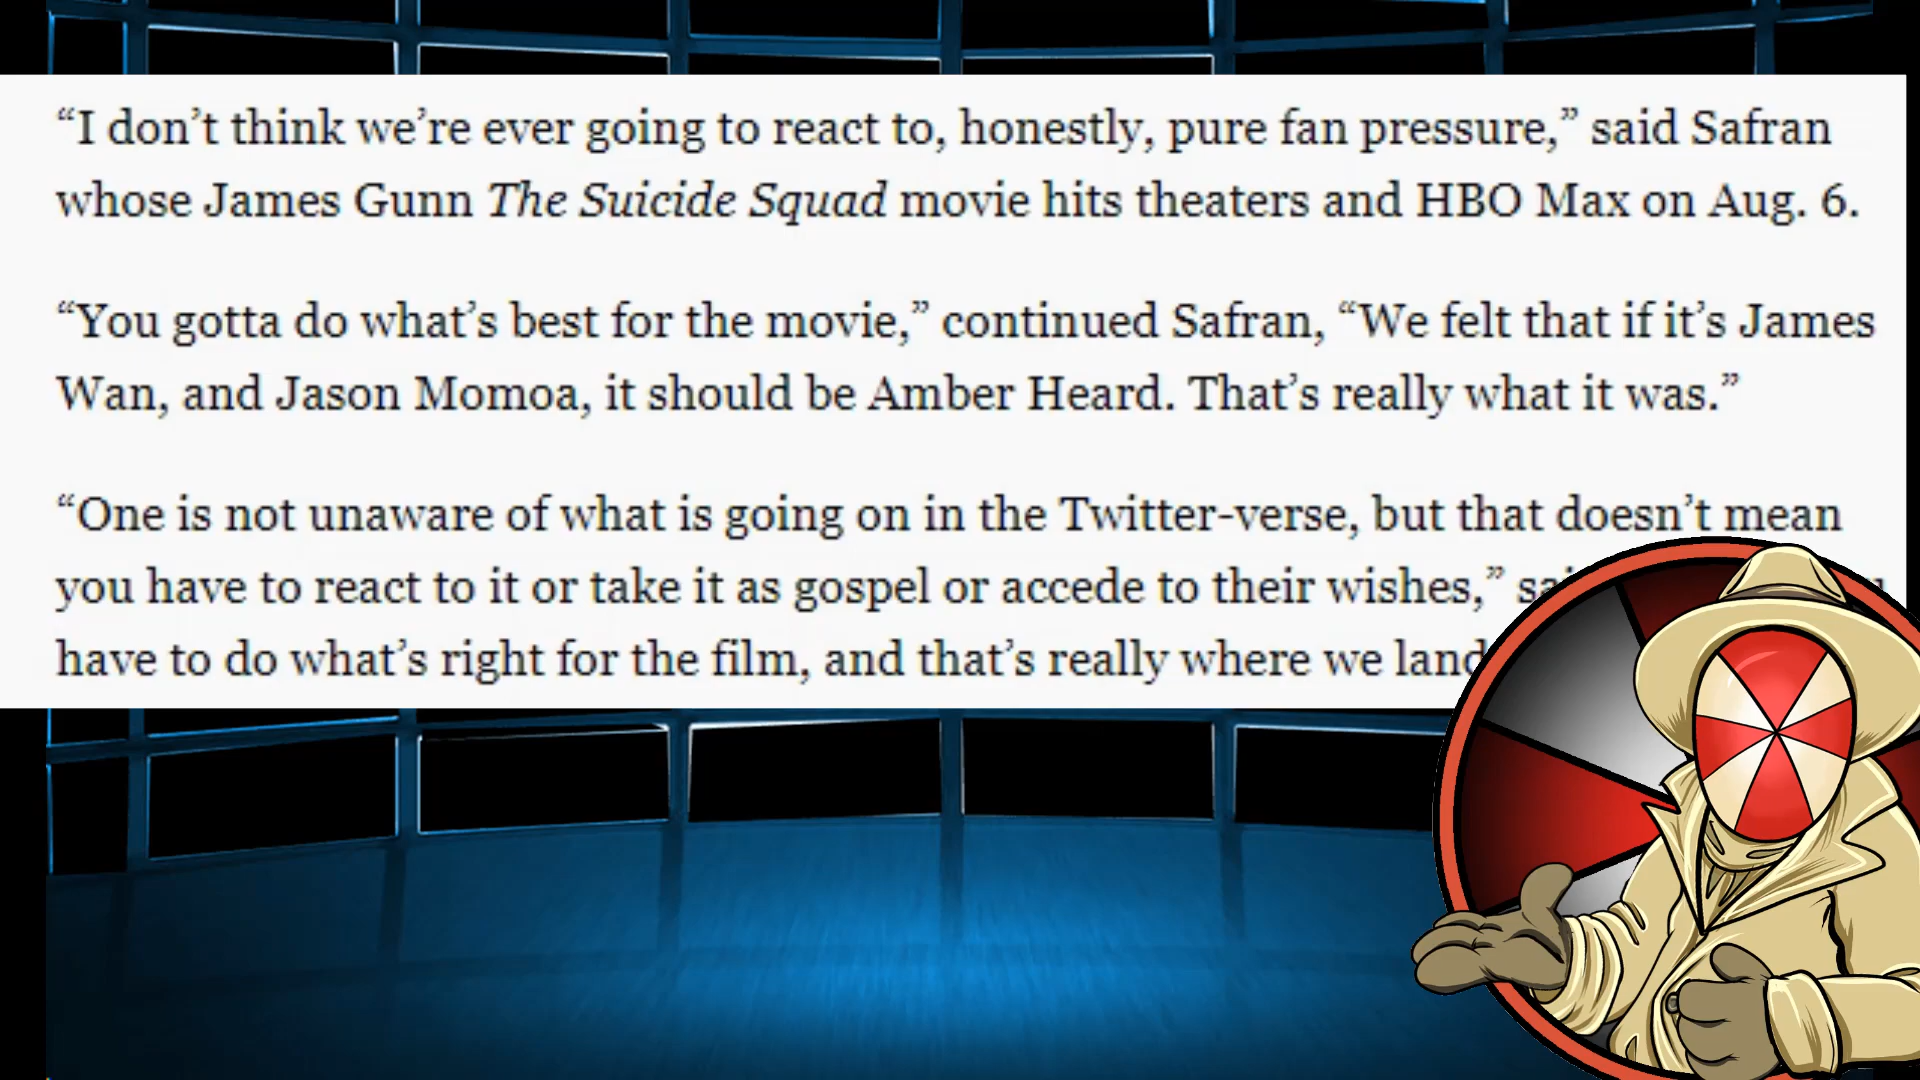 “I don’t think we’re ever going to react to, honestly, pure fan pressure,” said Safran
whose James Gunn The Suicide Squad movie hits theaters and HBO Max on Aug. 6.
“You gotta do what’s best for the movie,” continued Safran, “We felt that if it’s James
Wan, and Jason Momoa, it should be Amber Heard. That’s really what it was.”
“One is not unaware of what is going on in the Twitter-verse, but that doesn’t mean
you have to react to it or take it as gospel or accede to their wishes,”
have to do what’s right for the film, and that’s really where we